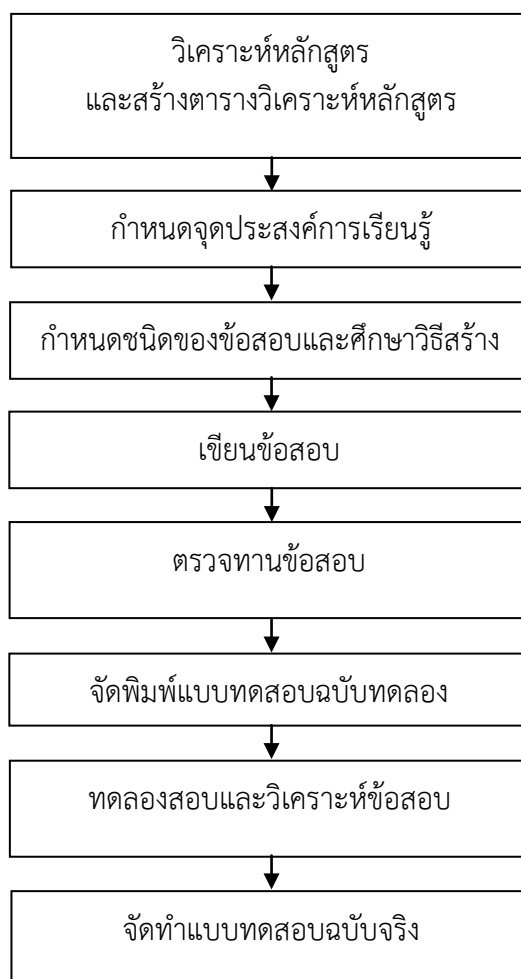 วิเคราะห์หลักสูตร
และสร้างตารางวิเคราะห์หลักสูตร
กำหนดจุดประสงค์การเรียนรู้
กำหนดชนิดของข้อสอบและศึกษาวิธีสร้าง
เขียนข้อสอบ
ตรวจทานข้อสอบ
จัดพิมพ์แบบทดสอบฉบับทดลอง
ทดลองสอบและวิเคราะห์ข้อสอบ
จัดทำแบบทดสอบฉบับจริง